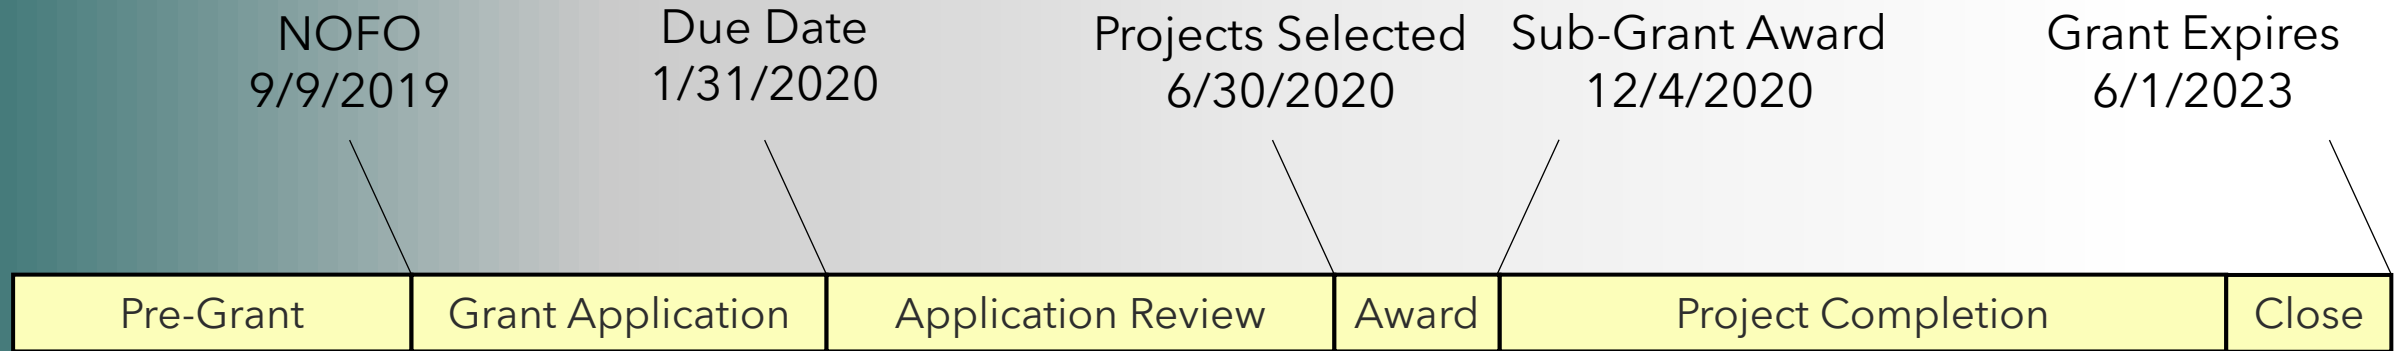 NOFO
9/9/2019
Due Date
1/31/2020
Projects Selected
6/30/2020
Sub-Grant Award
12/4/2020
Grant Expires
6/1/2023
Pre-Grant
Grant Application
Application Review
Award
Project Completion
Close